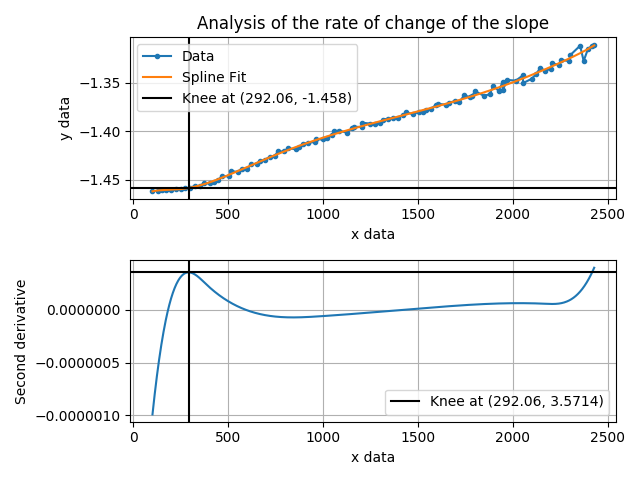 Analysis of the rate of change of the slope
Data
Spline Fit
Knee at (292.06, -1.458)
y data
−1.35
−1.40
−1.45
0 500 1000 1500 2000 2500
x data
Second derivative
0.0000000
−0.0000005
−0.0000010
Knee at (292.06, 3.5714)
0 500 1000 1500 2000 2500
x data